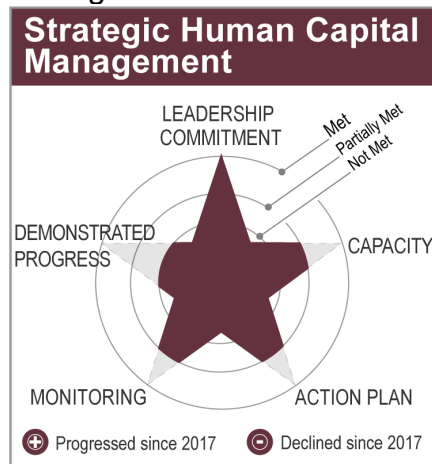 Strategic Human Capital
Management
LEADERSHIP
COMMITMENT
Met
Partially Met
Not Met
DEMONSTRATED
PROGRESS
CAPACITY
MONITORING
ACTION PLAN
+ Progressed since 2017
- Declined since 2017